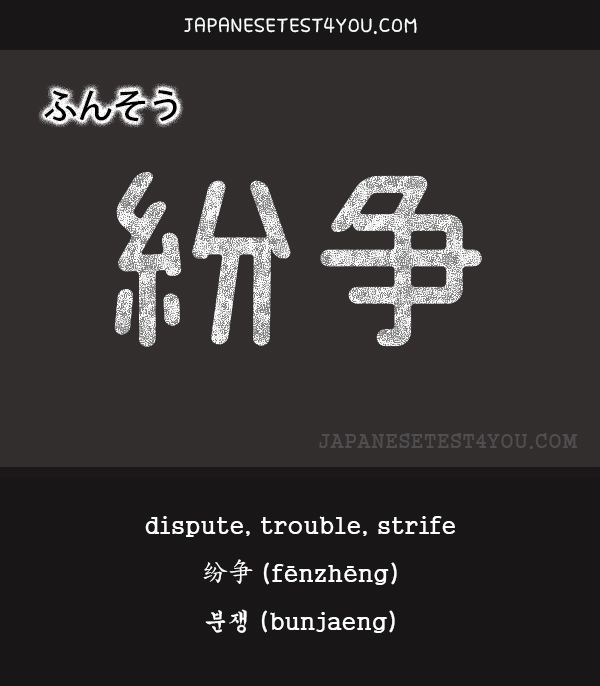 JAPANESETEST4YOU.COM
ふんそう
紛争
JAPANESETEST4YOU.COM
dispute, trouble, strife
纷争 (fēnzhēng)
분쟁 (bunjaeng)